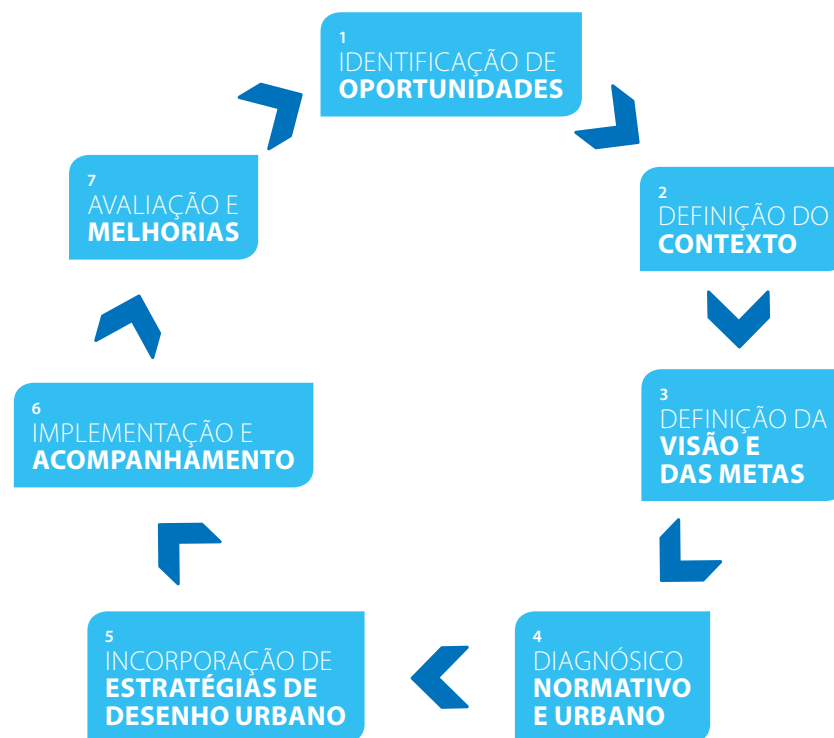 1
IDENTIFICAÇÃO DE
OPORTUNIDADES
2
DEFINIÇÃO DO
CONTEXTO
3
DEFINIÇÃO DA
VISÃO E
DAS METAS
4
DIAGNÓSICO
NORMATIVO
E URBANO
5
INCORPORAÇÃO DE
ESTRATÉGIAS DE
DESENHO URBANO
6
IMPLEMENTAÇÃO E
ACOMPANHAMENTO
7
AVALIAÇÃO E
MELHORIAS